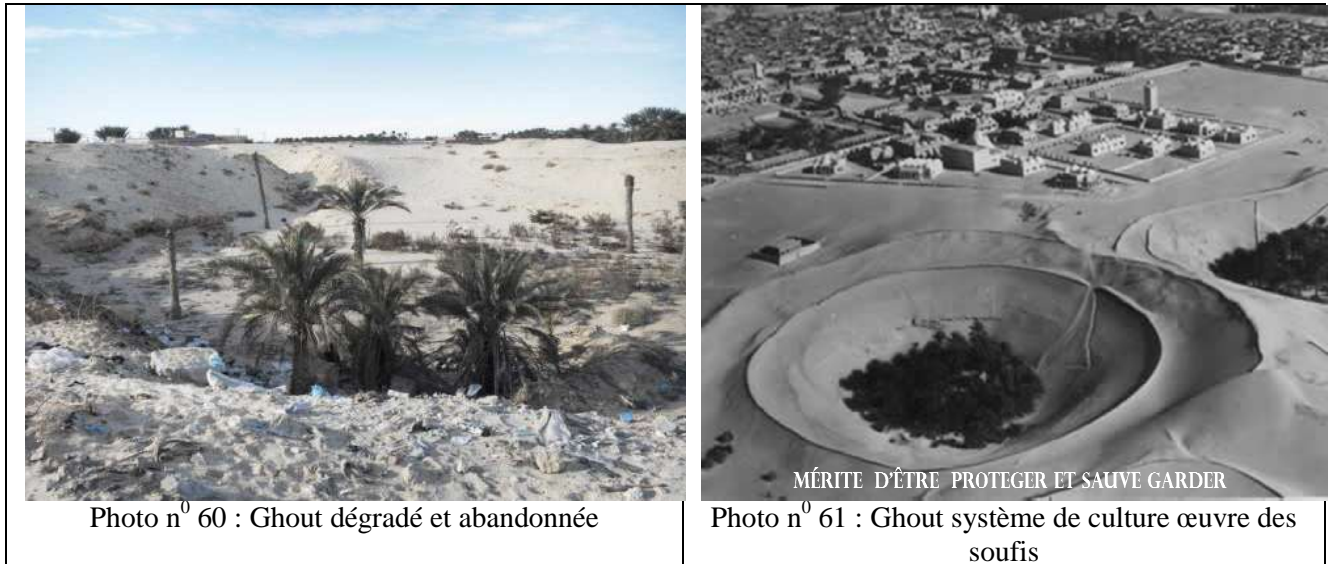 MÉRITE D'ÊTRE PROTEGER ET SAUVE GARDER
Photo n⁰ 60 : Ghout dégradé et abandonnée
Photo n⁰ 61 : Ghout système de culture œuvre des
soufis